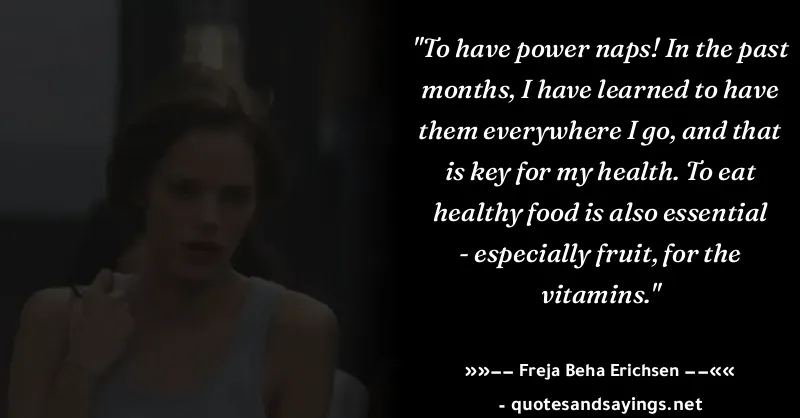 "To have power naps! In the past
months, I have learned to have
them everywhere I go, and that
is key for my health. To eat
healthy food is also essential
- especially fruit, for the
vitamins."
»»−− Freja Beha Erichsen −−««
- quotesandsayings.net